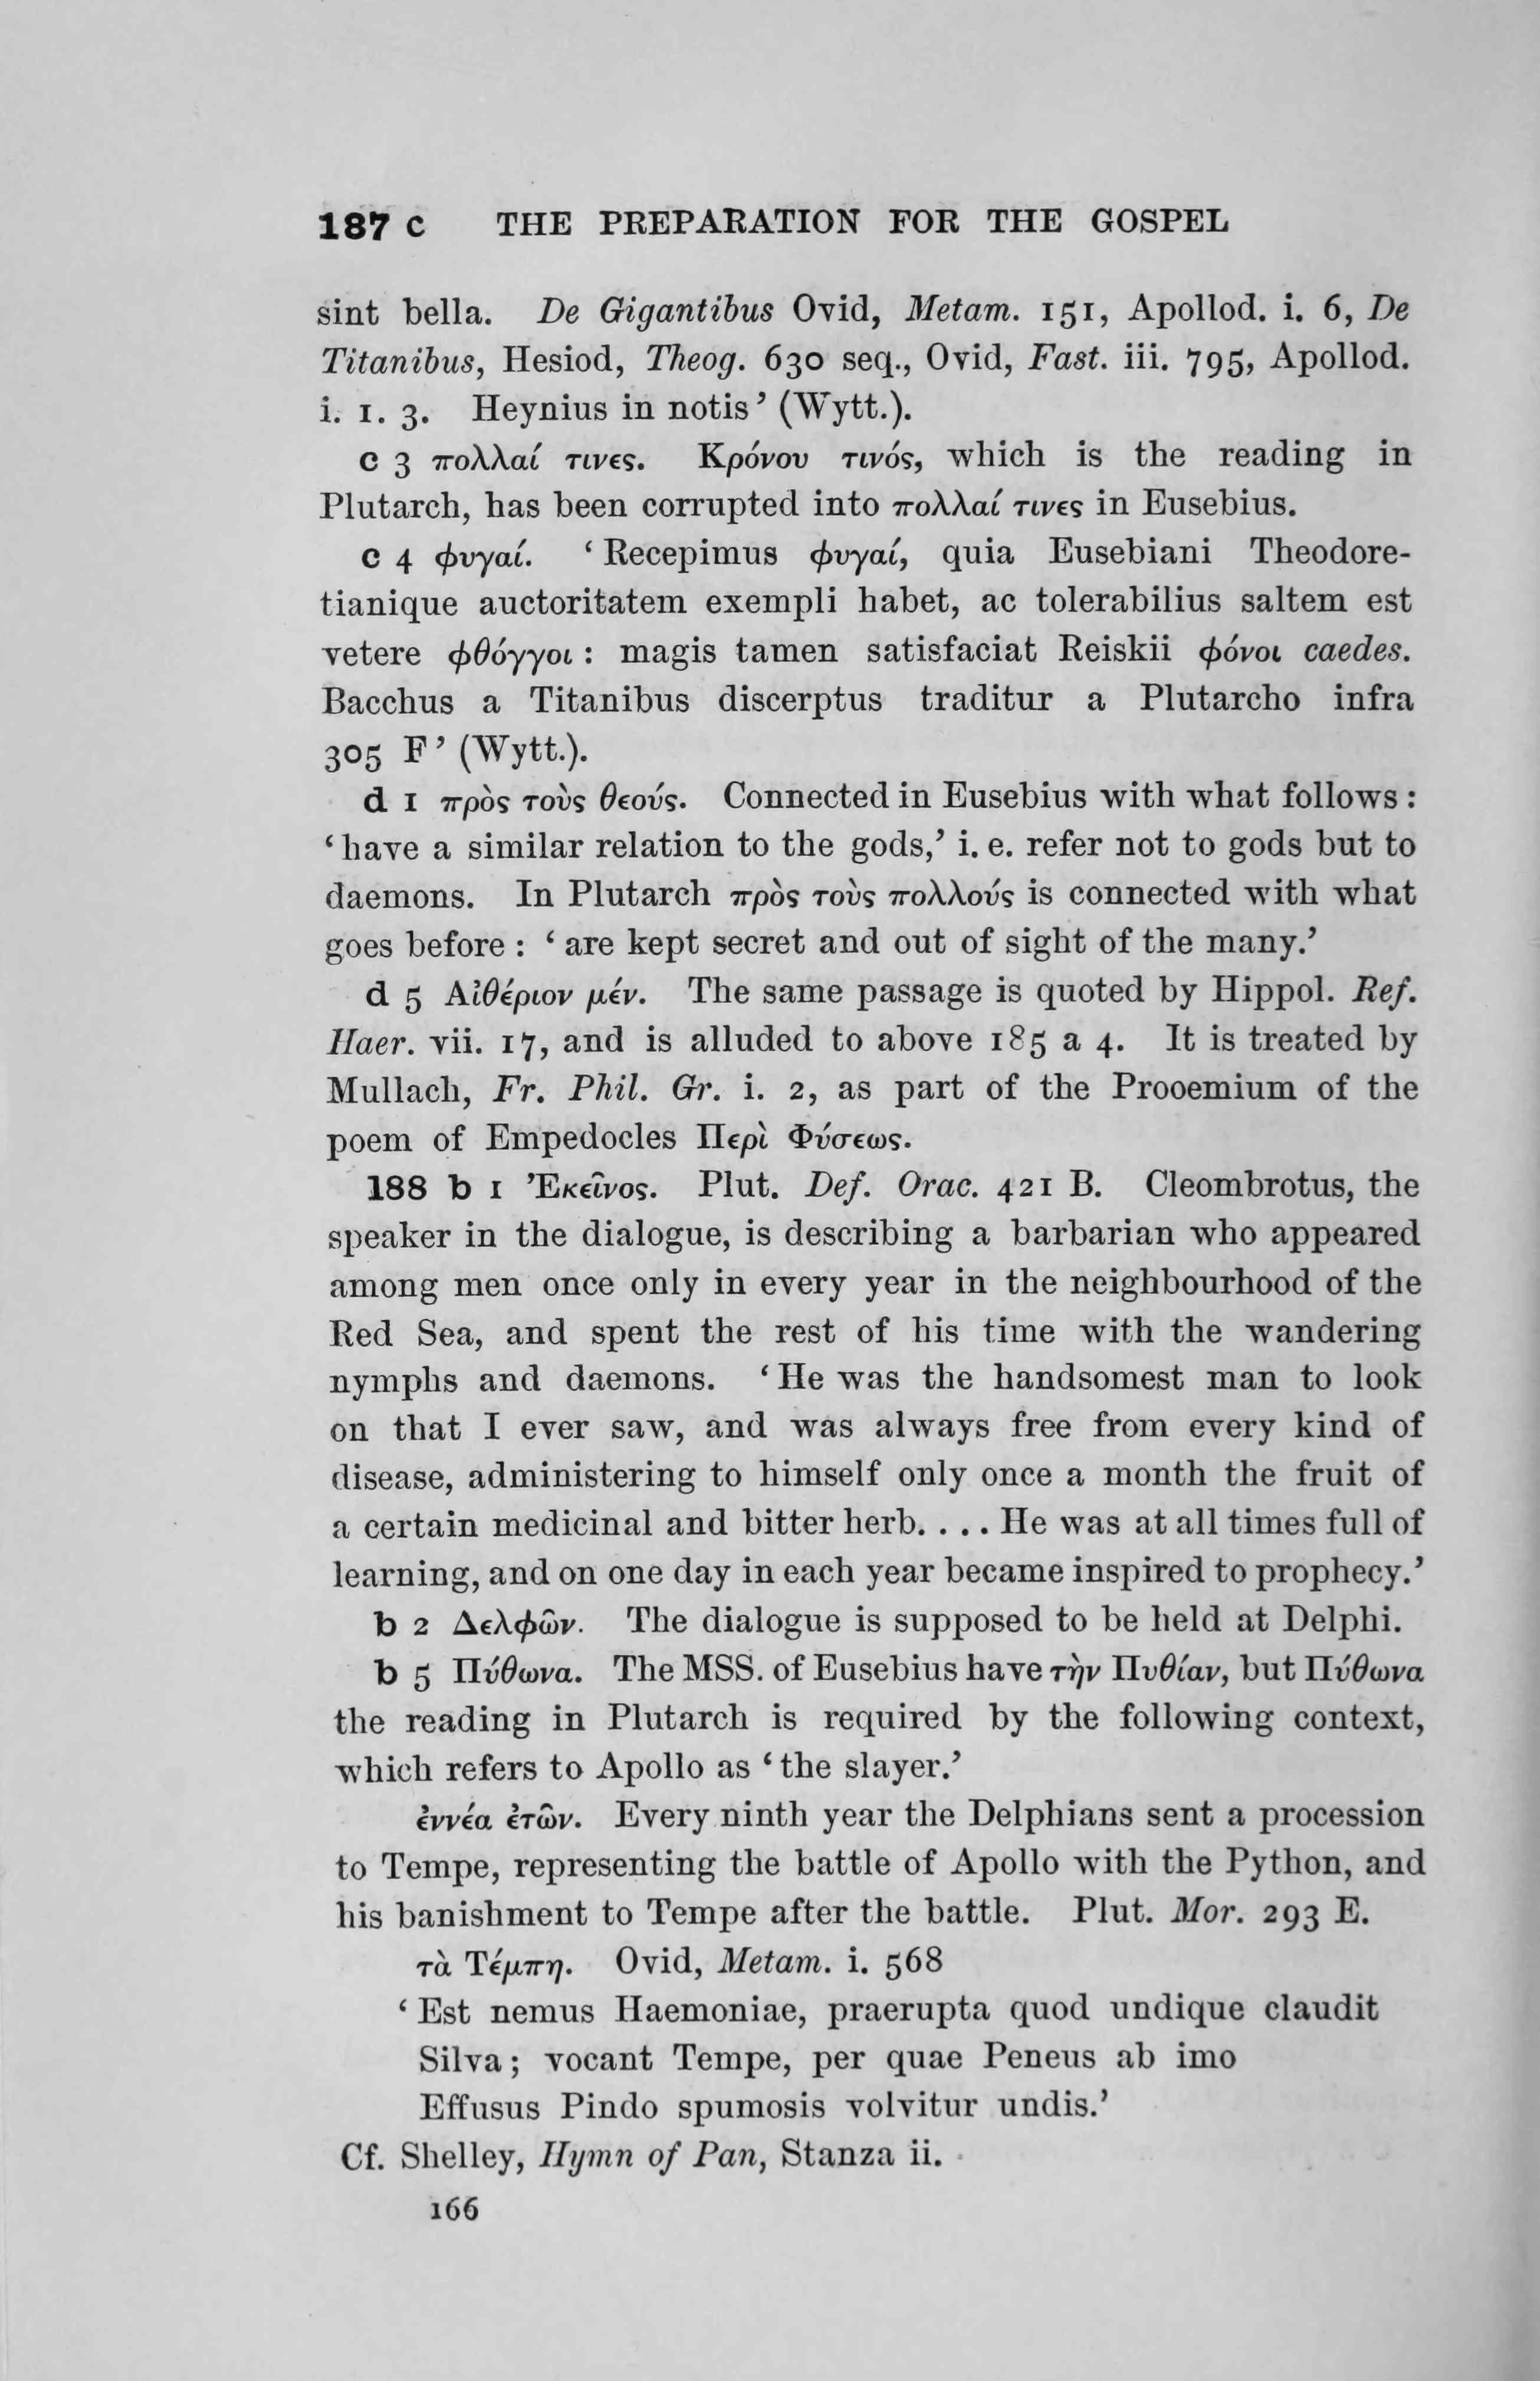 187 c THE PREPARATION FOR THE GOSPEL
sint bella. De Gigantibus Ovid, Metam. 151, Apollod. i. 6, De
Titanibus, Hesiod, Theog. 630 seq., Ovid, Fast. iii. 795, Apollod.
i. 1. 3. Heynius in notis’ (Wytt.).
c 3 πολλαί τινες. Κρόνου τινός, which is the reading in
Plutarch, has been corrupted into πολλαί τινες in Eusebius.
c 4 φυγαί. ‘Recepimus φυγαί, quia Eusebiani Theodore-
tianique auctoritatem exempli habet, ac tolerabilius saltem est
vetere φθόγγοι : magis tamen satisfaciat Reiskii φόνοι caedes.
Bacchus a Titanibus discerptus traditur a Plutarcho infra
305 F’ (Wytt.).
d 1 πρὸς τοὺς θεούς. Connected in Eusebius with what follows :
‘have a similar relation to the gods,’ i. e. refer not to gods but to
daemons. In Plutarch πρὸς τοὺς πολλούς is connected with what
goes before : ‘are kept secret and out of sight of the many.’
d 5 Αἰθέριον μέν. The same passage is quoted by Hippol. Ref.
Haer. vii. 17, and is alluded to above 185 a 4. It is treated by
Mullach, Fr. Phil. Gr. i. 2, as part of the Prooemium of the
poem of Empedocles Περὶ Φύσεως.
188 b 1 Ἐκεῖνος. Plut. Def. Orac. 421 B. Cleombrotus, the
speaker in the dialogue, is describing a barbarian who appeared
among men once only in every year in the neighbourhood of the
Red Sea, and spent the rest of his time with the wandering
nymphs and daemons. ‘He was the handsomest man to look
on that I ever saw, and was always free from every kind of
disease, administering to himself only once a month the fruit of
a certain medicinal and bitter herb. . . . He was at all times full of
learning, and on one day in each year became inspired to prophecy.’
b 2 Δελφῶν. The dialogue is supposed to be held at Delphi.
b 5 Πύθωνα. The MSS. of Eusebius have τὴν Πυθίαν, but Πύθωνα
the reading in Plutarch is required by the following context,
which refers to Apollo as ‘the slayer.’
ἐννέα ἐτῶν. Every ninth year the Delphians sent a procession
to Tempe, representing the battle of Apollo with the Python, and
his banishment to Tempe after the battle. Plut. Mor. 293 E.
τὰ Τέμπη. Ovid, Metam. i. 568
‘Est nemus Haemoniae, praerupta quod undique claudit
Silva; vocant Tempe, per quae Peneus ab imo
Effusus Pindo spumosis volvitur undis.’
Cf. Shelley, Hymn of Pan, Stanza ii.
166